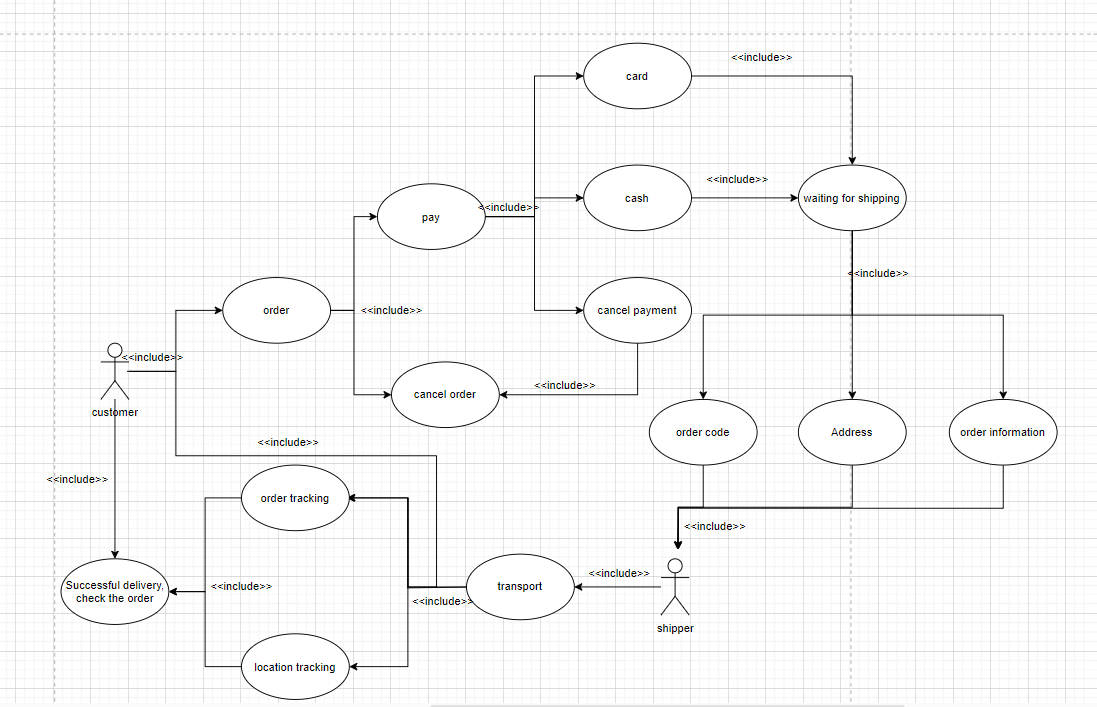 <<include>>
card
<<include>>
cash
waiting for shipping
pay
<<include>>
<<include>>
order
<<include>>
cancel payment
<<include>>
customer
<<include>>
cancel order
order code
Address
order information
<<include>>
<<include>>
order tracking
<<include>>
Successful delivery,
check the order
<<include>>
<<include>>
transport
<<include>>
shipper
location tracking